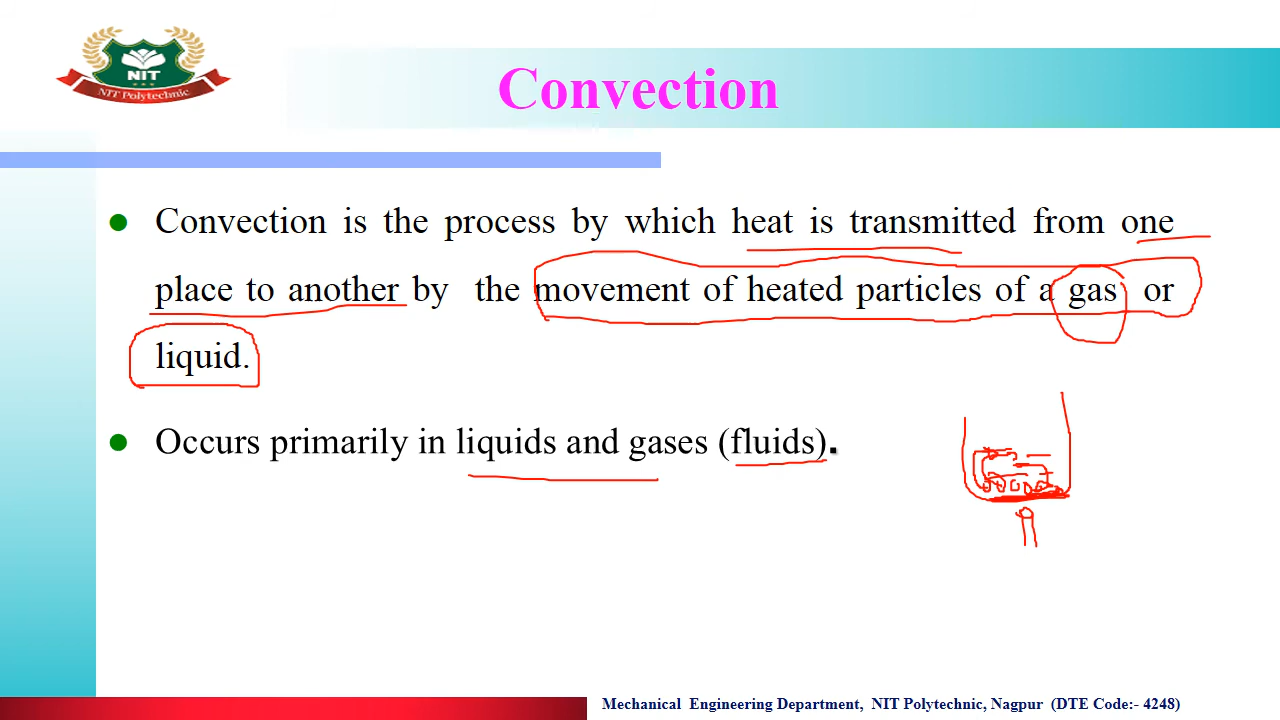 NIT
NIT Polytechnic
Convection
Convection is the process by which heat is transmitted from one
place to another by the movement of heated particles of a gas or
liquid.
Occurs primarily in liquids and gases (fluids).
Mechanical Engineering Department, NIT Polytechnic, Nagpur (DTE Code:- 4248)